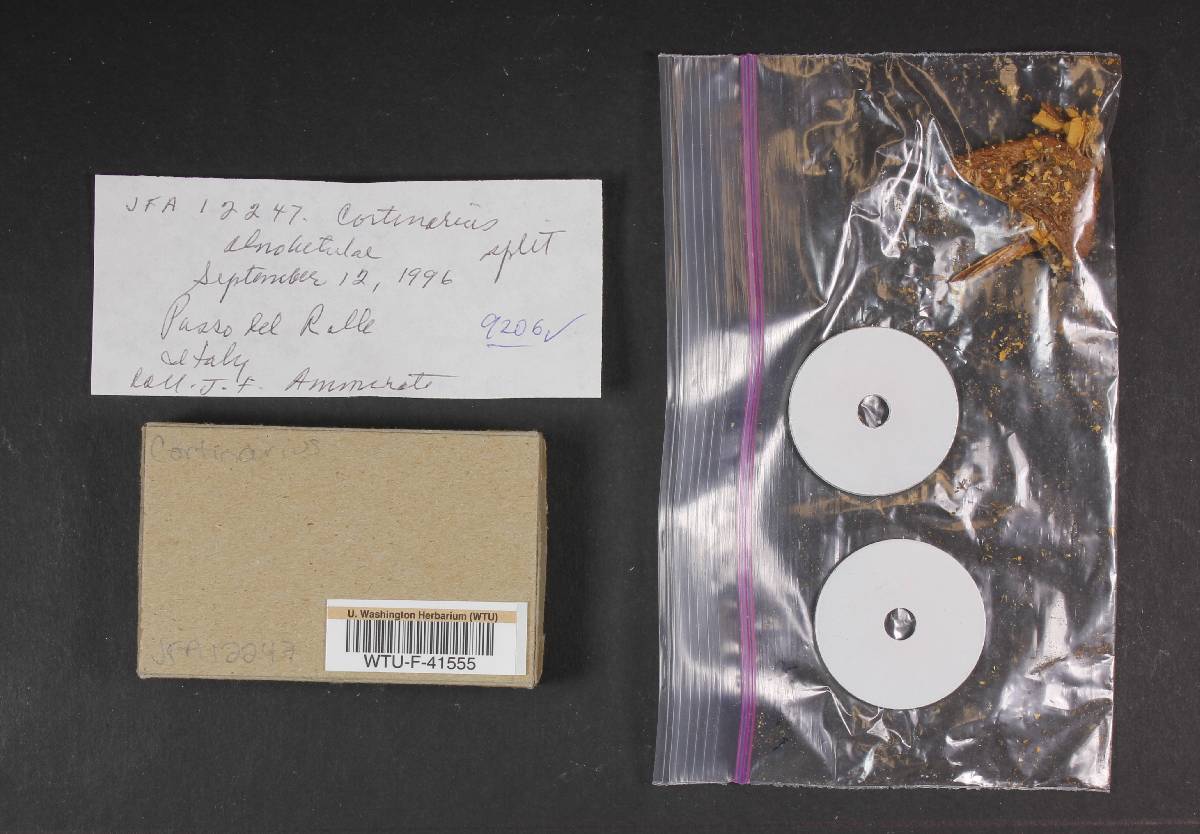 JFA 12247. Cortinarius
alnobetulae split
September 12, 1996
Passo del Rolle 9206✓
Italy
Coll. J. F. Ammirati
Cortinarius
JFA12247
U. Washington Herbarium (WTU)
WTU-F-41555